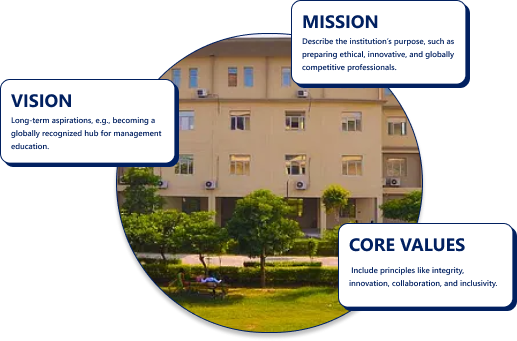 MISSION
Describe the institution's purpose, such as
preparing ethical, innovative, and globally
competitive professionals.
VISION
Long-term aspirations, e.g., becoming a
globally recognized hub for management
education.
CORE VALUES
Include principles like integrity,
innovation, collaboration, and inclusivity.